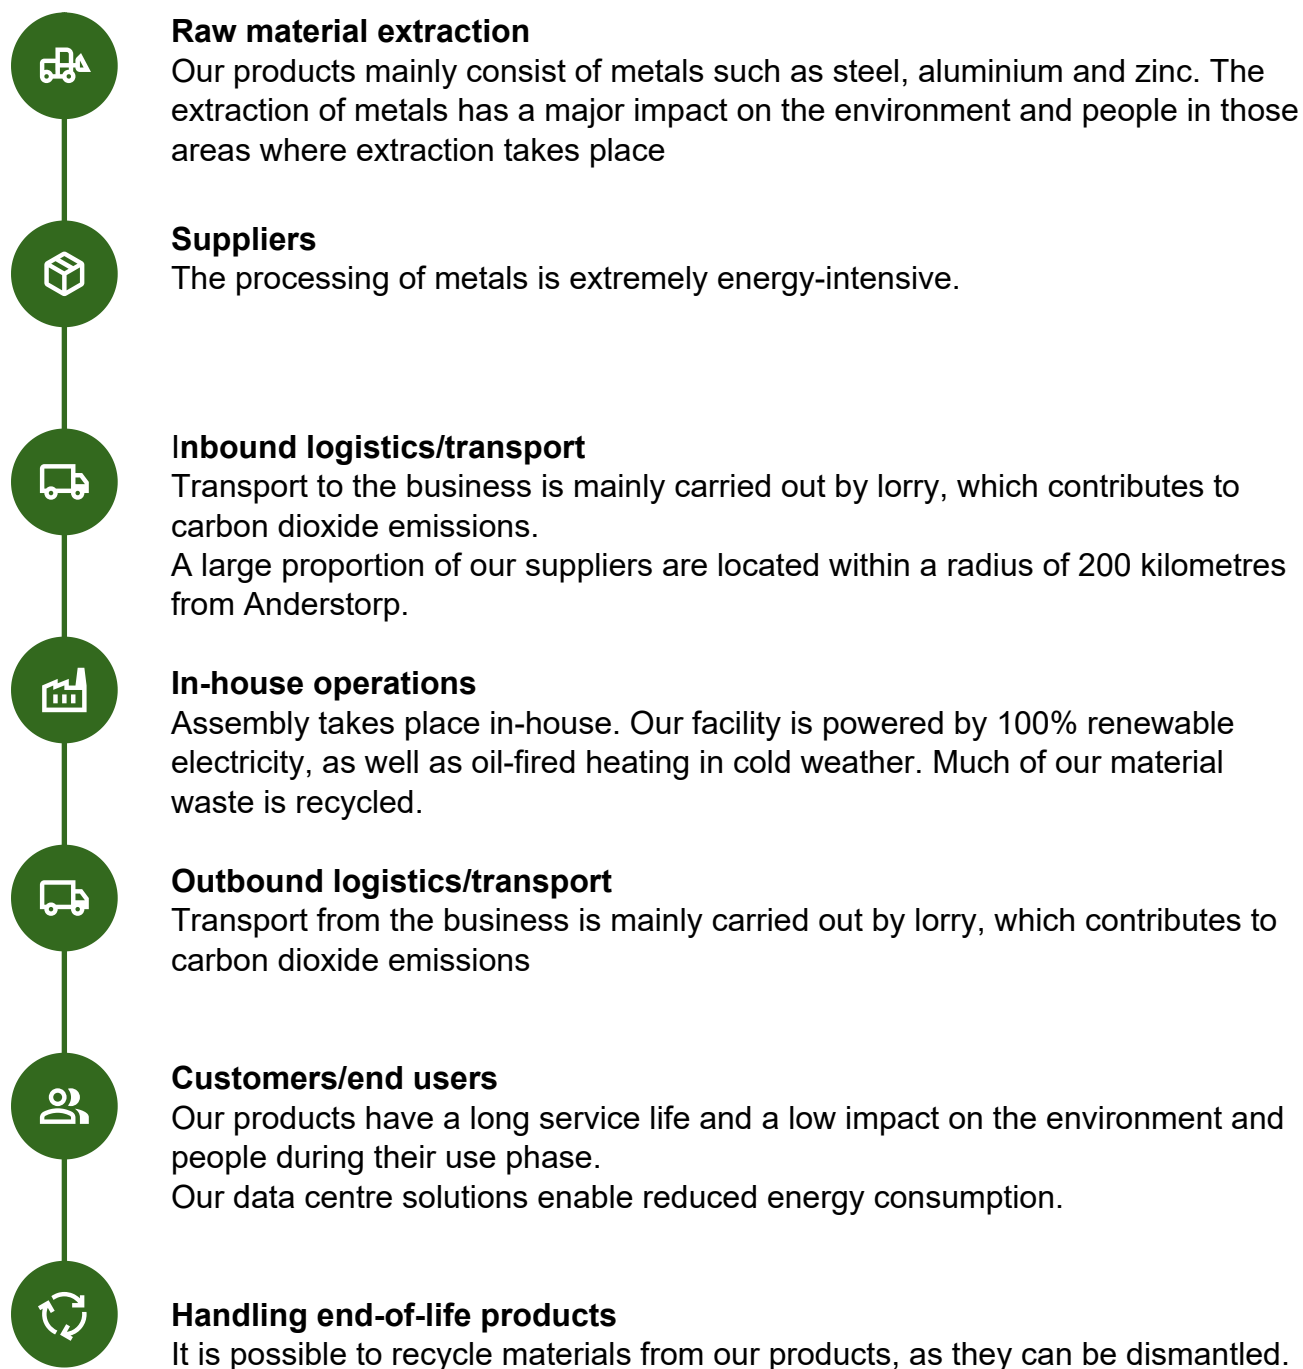 Raw material extraction
Our products mainly consist of metals such as steel, aluminium and zinc. The
extraction of metals has a major impact on the environment and people in those
areas where extraction takes place
Suppliers
The processing of metals is extremely energy-intensive.
Inbound logistics/transport
Transport to the business is mainly carried out by lorry, which contributes to
carbon dioxide emissions.
A large proportion of our suppliers are located within a radius of 200 kilometres
from Anderstorp.
In-house operations
Assembly takes place in-house. Our facility is powered by 100% renewable
electricity, as well as oil-fired heating in cold weather. Much of our material
waste is recycled.
Outbound logistics/transport
Transport from the business is mainly carried out by lorry, which contributes to
carbon dioxide emissions
Customers/end users
Our products have a long service life and a low impact on the environment and
people during their use phase.
Our data centre solutions enable reduced energy consumption.
Handling end-of-life products
It is possible to recycle materials from our products, as they can be dismantled.